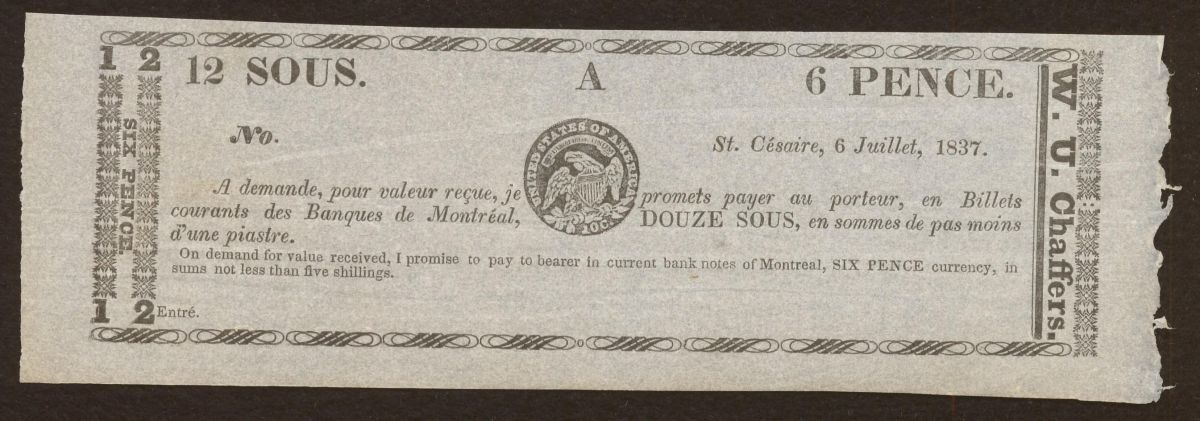 1 2
12 SOUS. A 6 PENCE.
SIX PENCE.
No. St. Césaire, 6 Juillet, 1837.
UNITED STATES OF AMERICA
A demande, pour valeur reçue, je promets payer au porteur, en Billets
courants des Banques de Montréal, DOUZE SOUS, en sommes de pas moins
d'une piastre.
On demand for value received, I promise to pay to bearer in current bank notes of Montreal, SIX PENCE currency, in
sums not less than five shillings.
1 2 Entré.
W. U. Chaffers.